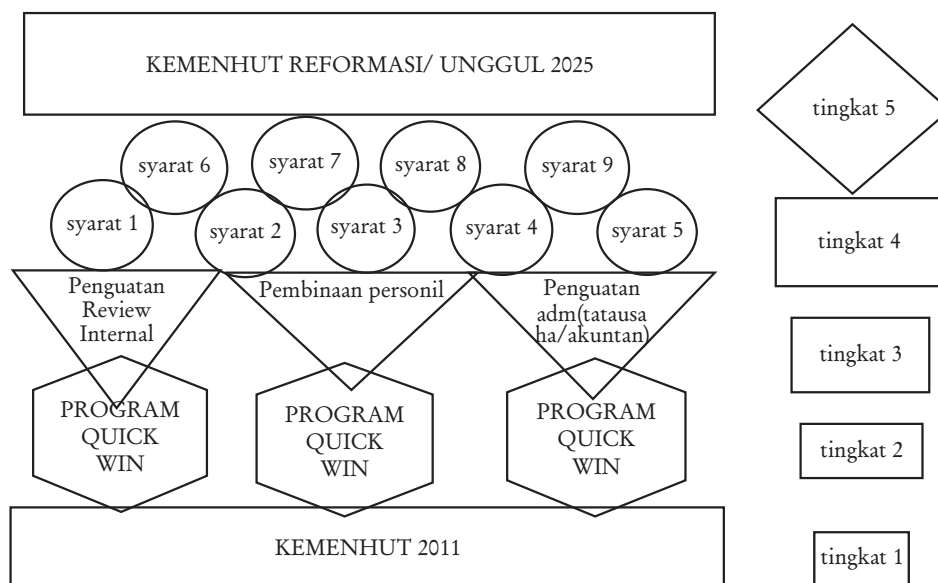 KEMENHUT REFORMASI/ UNGGUL 2025
syarat 6
syarat 7
syarat 8
syarat 9
syarat 1
syarat 2
syarat 3
syarat 4
syarat 5
Penguatan
Review
Internal
Pembinaan personil
Penguatan
adm(tatausa
ha/akuntan)
PROGRAM
QUICK
WIN
PROGRAM
QUICK
WIN
PROGRAM
QUICK
WIN
KEMENHUT 2011
tingkat 5
tingkat 4
tingkat 3
tingkat 2
tingkat 1